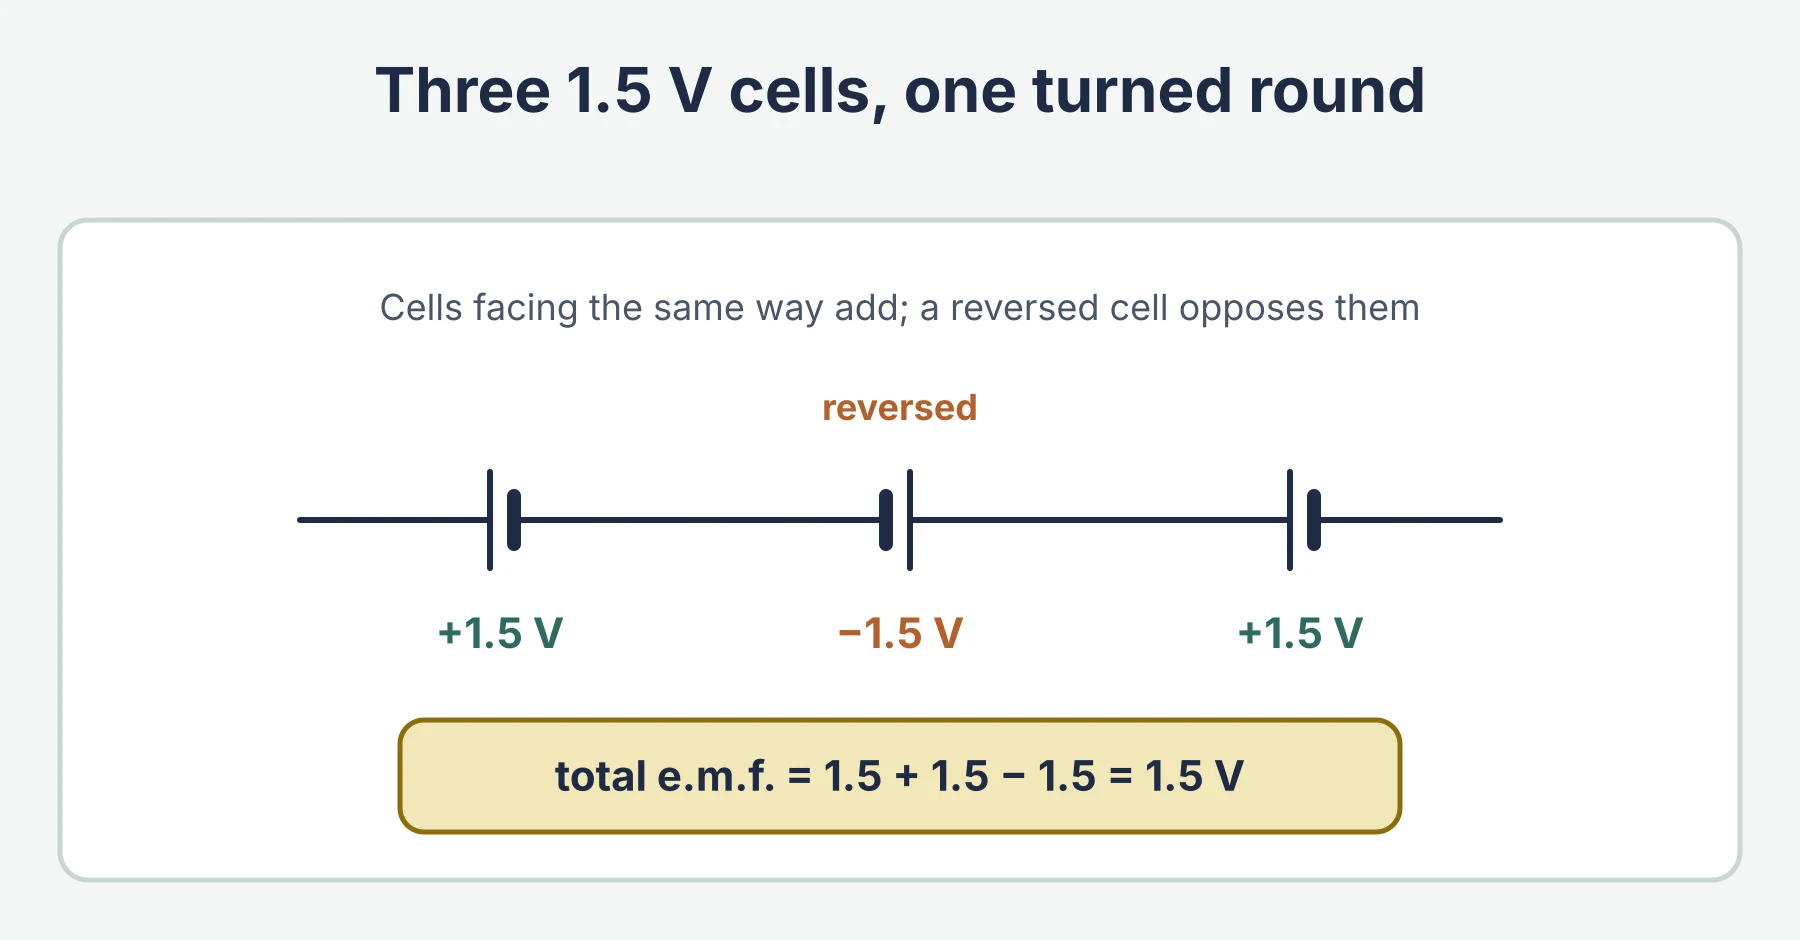 Three 1.5 V cells, one turned round
Cells facing the same way add; a reversed cell opposes them
reversed
+1.5 V
−1.5 V
+1.5 V
total e.m.f. = 1.5 + 1.5 − 1.5 = 1.5 V